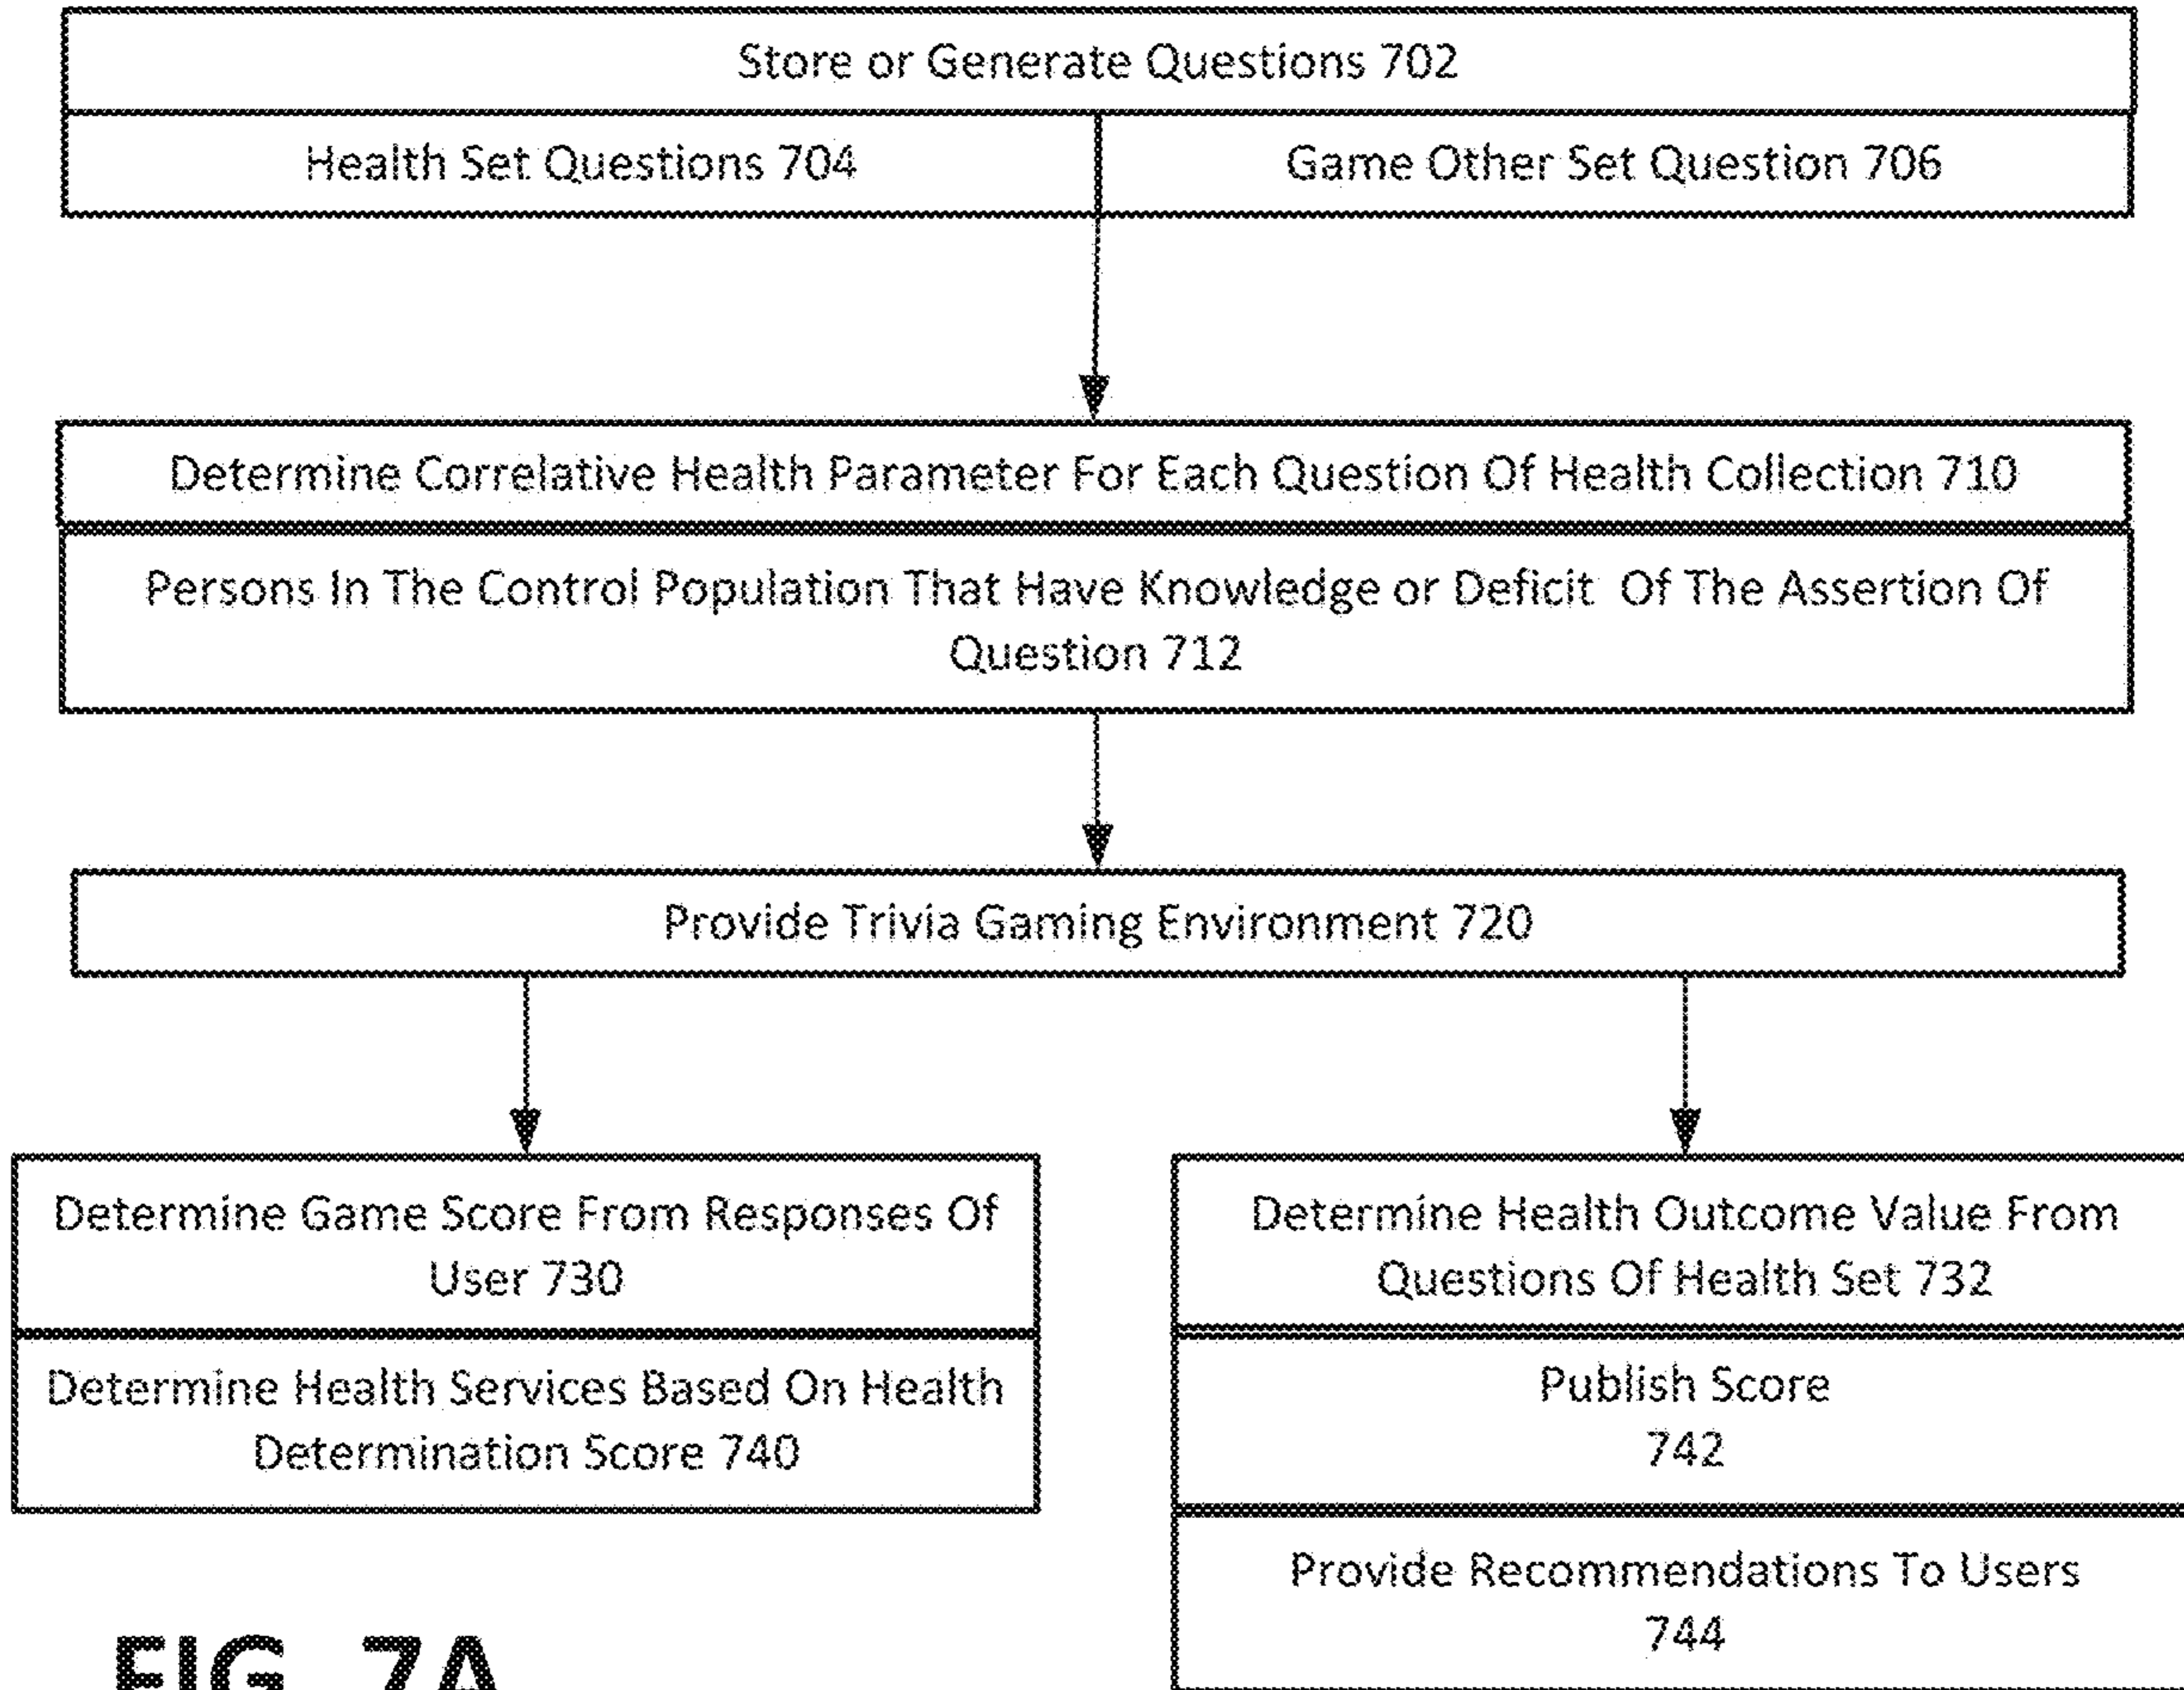 Store or Generate Questions 702
Health Set Questions 704
Game Other Set Question 706
Determine Correlative Health Parameter For Each Question Of Health Collection 710
Persons In The Control Population That Have Knowledge or Deficit Of The Assertion Of
Question 712
Provide Trivia Gaming Environment 720
Determine Game Score From Responses Of
User 730
Determine Health Services Based On Health
Determination Score 740
Determine Health Outcome Value From
Questions Of Health Set 732
Publish Score
742
Provide Recommendations To Users
744
FIG. 7A